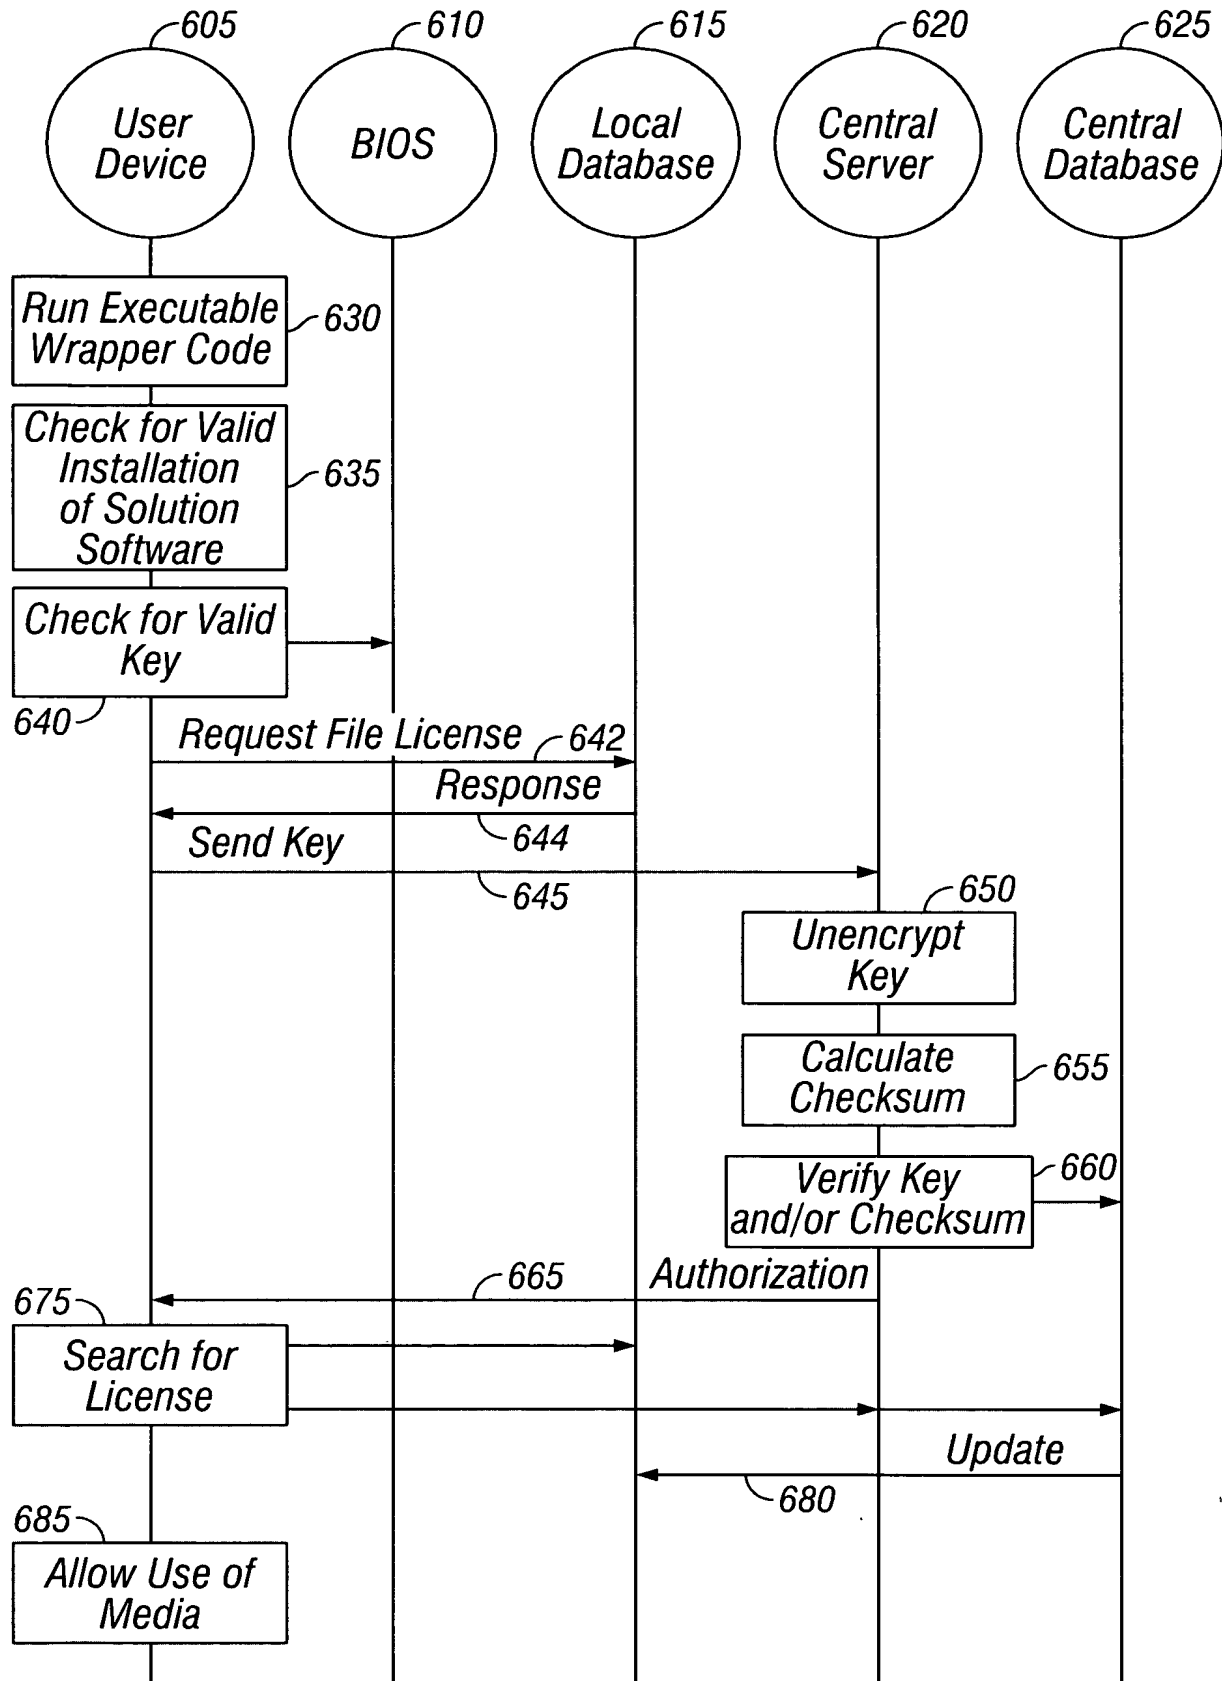 605
610
615
620
625
User
Device
BIOS
Local
Database
Central
Server
Central
Database
Run Executable
Wrapper Code
630
Check for Valid
Installation
of Solution
Software
635
Check for Valid
Key
640
Request File License
642
Response
644
Send Key
645
650
Unencrypt
Key
Calculate
Checksum
655
Verify Key
and/or Checksum
660
Authorization
665
675
Search for
License
Update
680
685
Allow Use of
Media